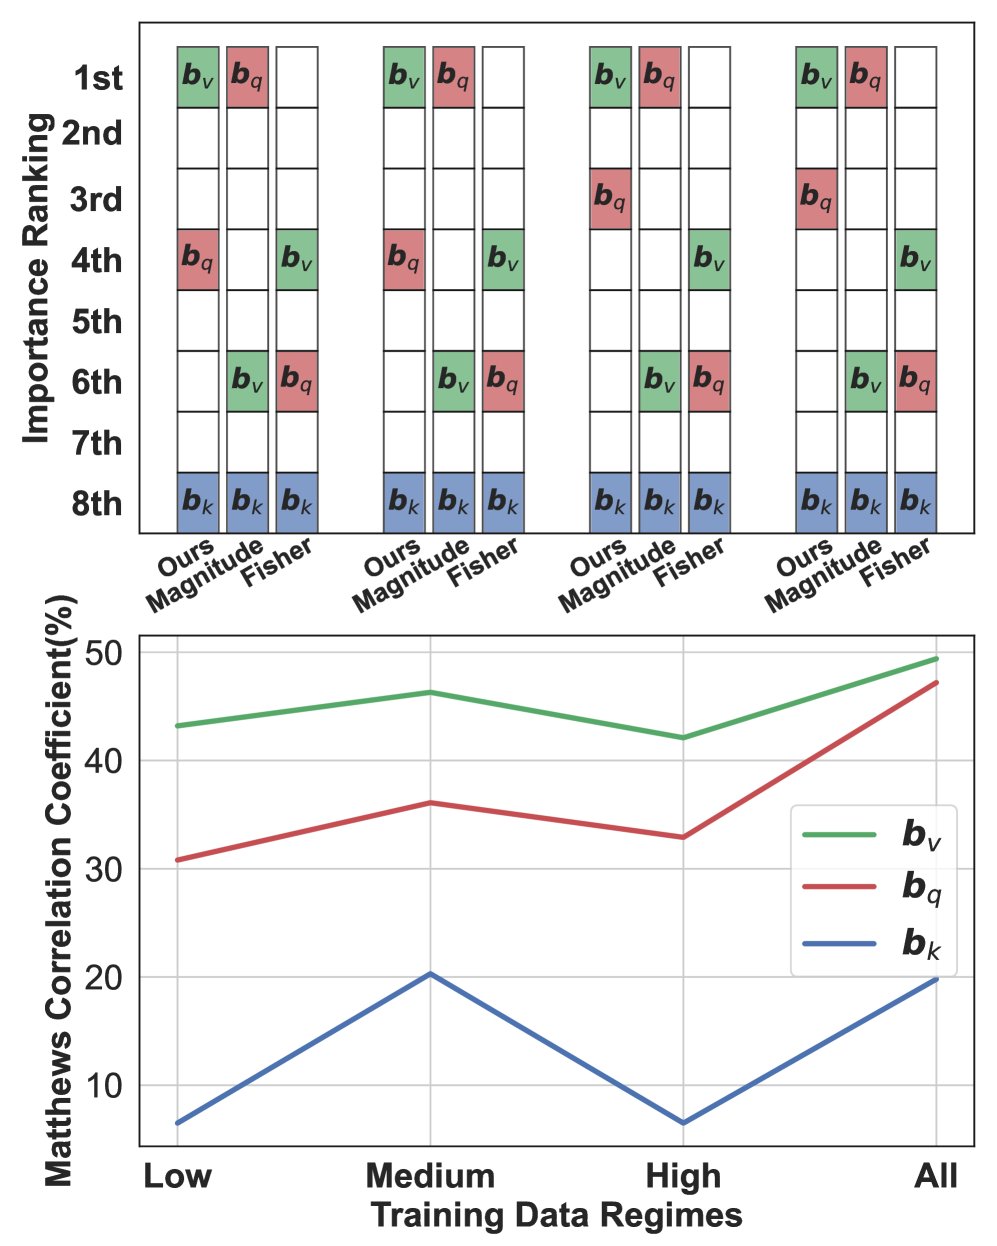 Importance Ranking
1st b_v b_q b_v b_q b_v b_q b_v b_q
2nd
3rd b_q b_q
4th b_q b_v b_q b_v b_v b_v
5th
6th b_v b_q b_v b_q b_v b_q b_v b_q
7th
8th b_k b_k b_k b_k b_k b_k b_k b_k b_k b_k b_k b_k
Ours Magnitude Fisher Ours Magnitude Fisher Ours Magnitude Fisher Ours Magnitude Fisher
Matthews Correlation Coefficient(%)
50
40
30
20
10
b_v
b_q
b_k
Low Medium High All
Training Data Regimes